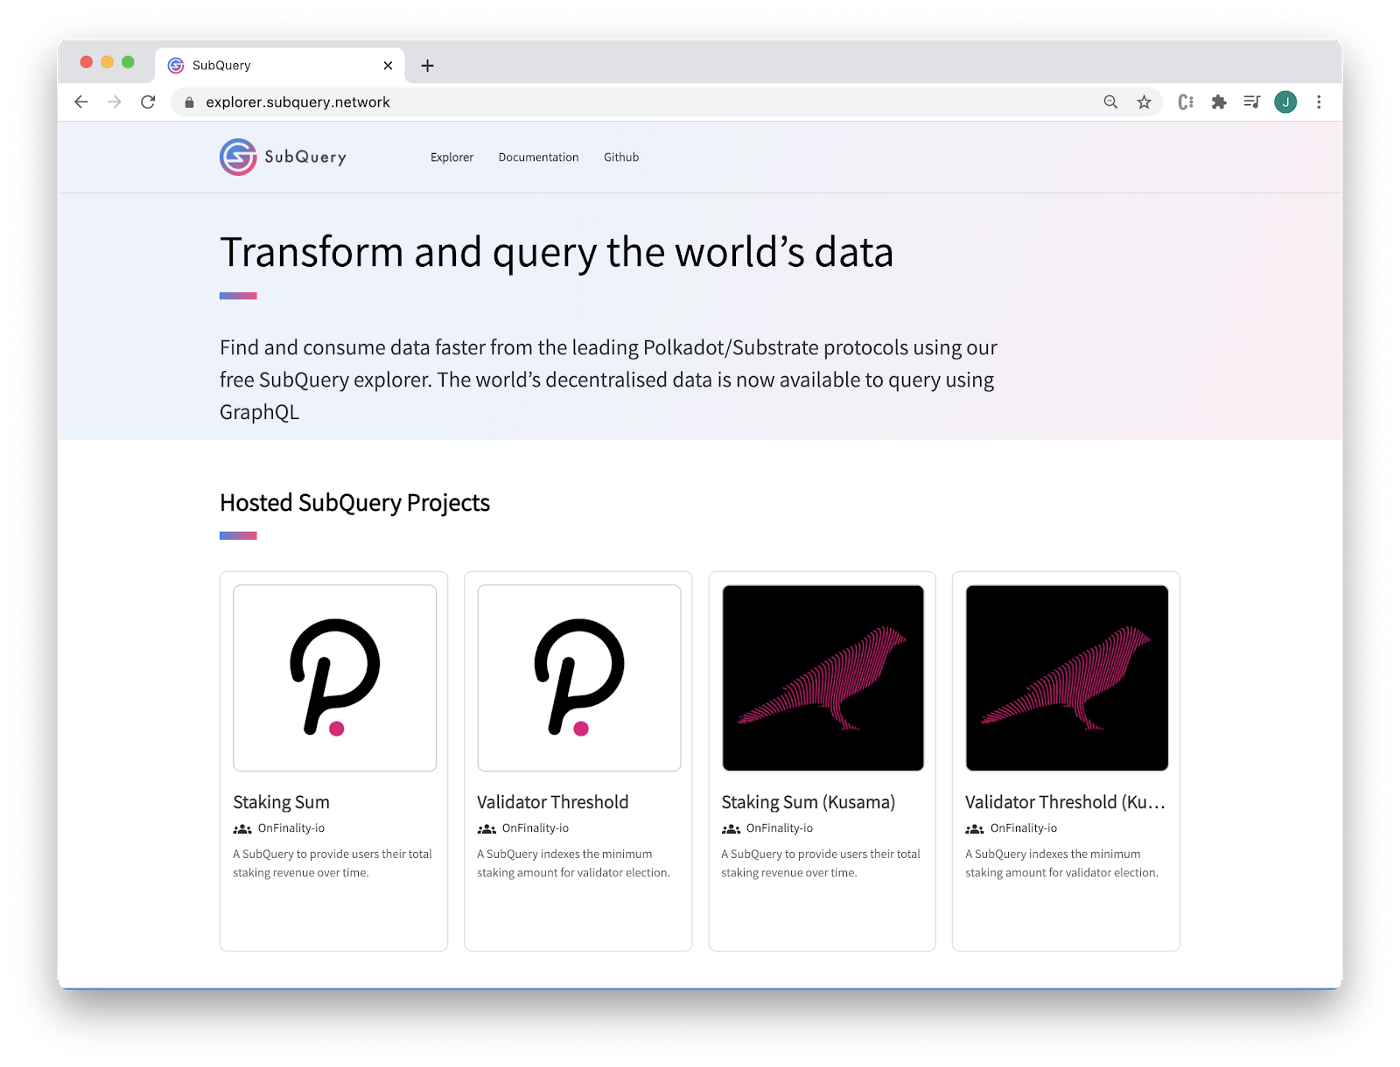 SubQuery
explorer.subquery.network
J
SubQuery
Explorer
Documentation
Github
Transform and query the world’s data
Find and consume data faster from the leading Polkadot/Substrate protocols using our
free SubQuery explorer. The world’s decentralised data is now available to query using
GraphQL
Hosted SubQuery Projects
Staking Sum
OnFinality-io
A SubQuery to provide users their total
staking revenue over time.
Validator Threshold
OnFinality-io
A SubQuery indexes the minimum
staking amount for validator election.
Staking Sum (Kusama)
OnFinality-io
A SubQuery to provide users their total
staking revenue over time.
Validator Threshold (Ku...
OnFinality-io
A SubQuery indexes the minimum
staking amount for validator election.